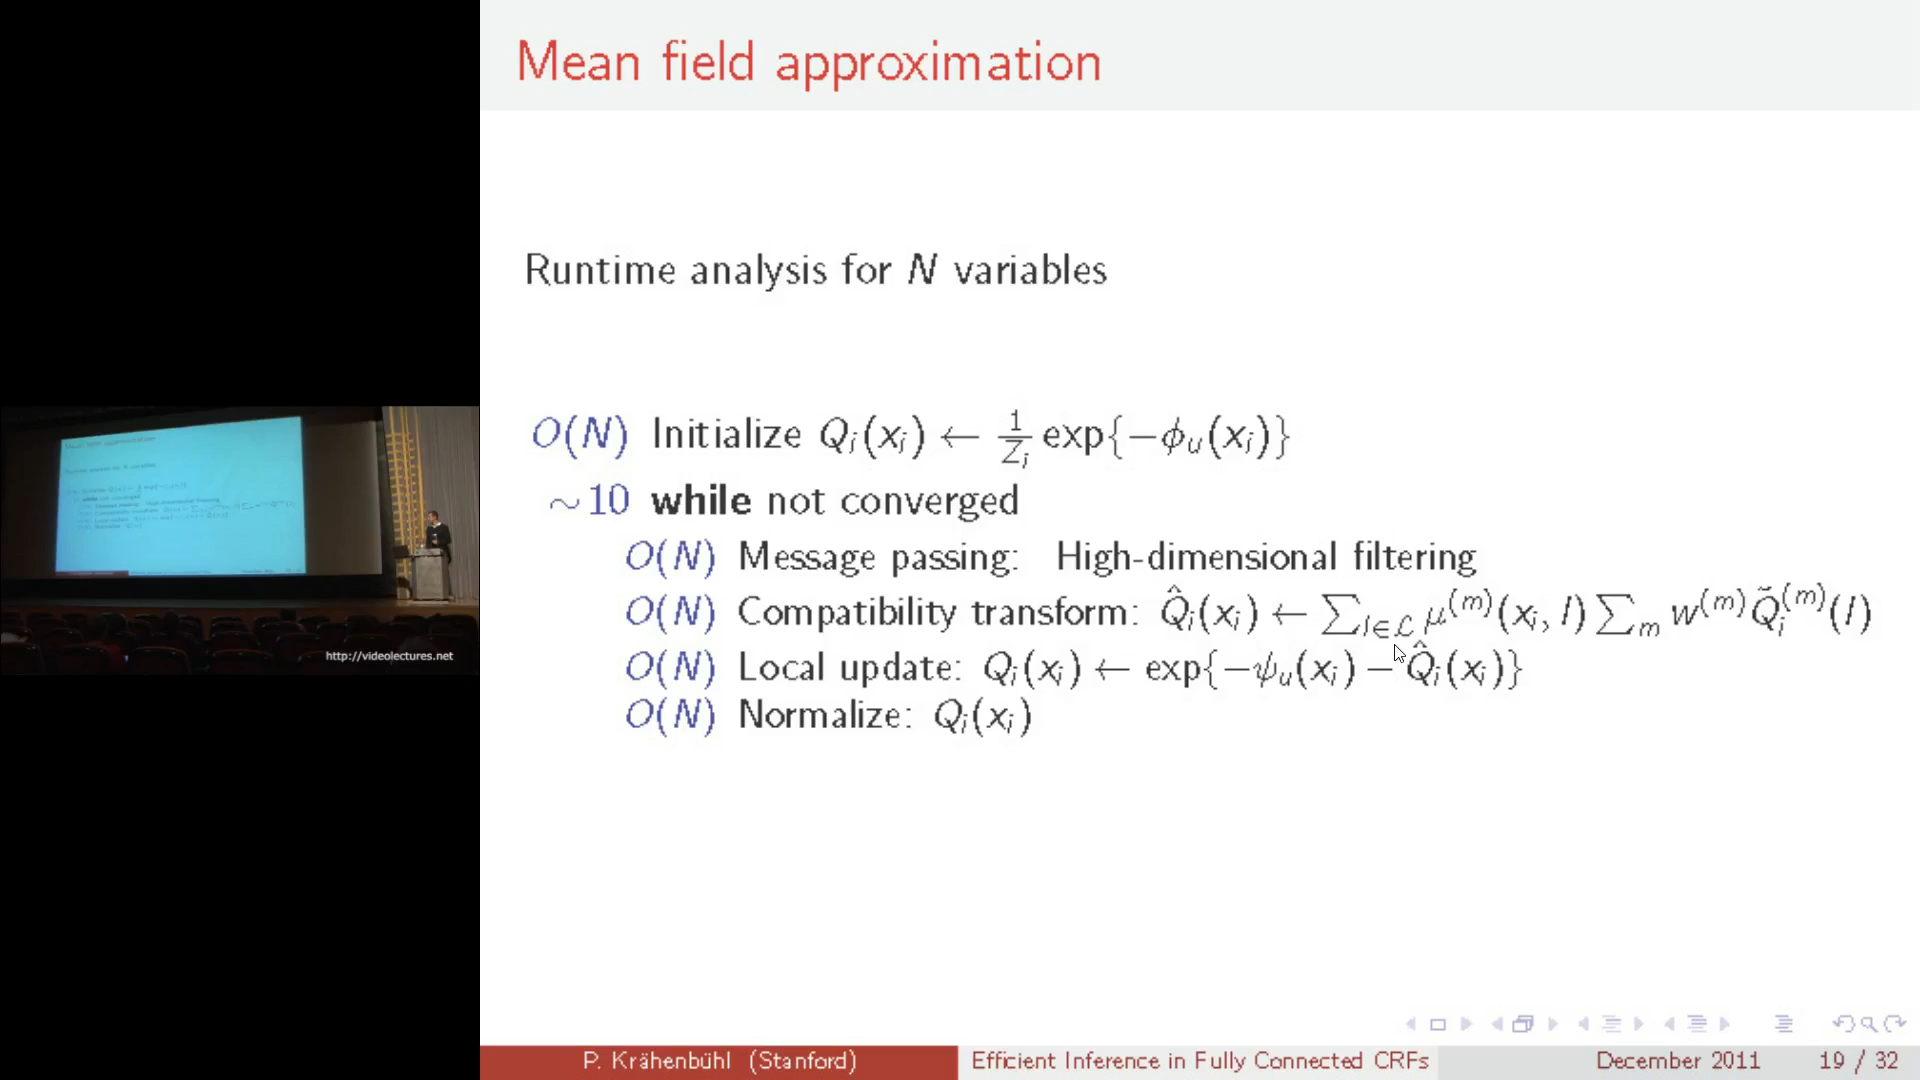 Mean field approximation
Runtime analysis for N variables
O(N) Initialize Q_i(x_i) ← 1/Z_i exp{−ϕ_u(x_i)}
∼10 while not converged
O(N) Message passing: High-dimensional filtering
O(N) Compatibility transform: Q̂_i(x_i) ← ∑_{l∈ℒ} μ^(m)(x_i, l) ∑_m w^(m) Q̃_i^(m)(l)
O(N) Local update: Q_i(x_i) ← exp{−ψ_u(x_i) − Q̂_i(x_i)}
O(N) Normalize: Q_i(x_i)
http://videolectures.net
P. Krähenbühl (Stanford) Efficient Inference in Fully Connected CRFs December 2011 19 / 32